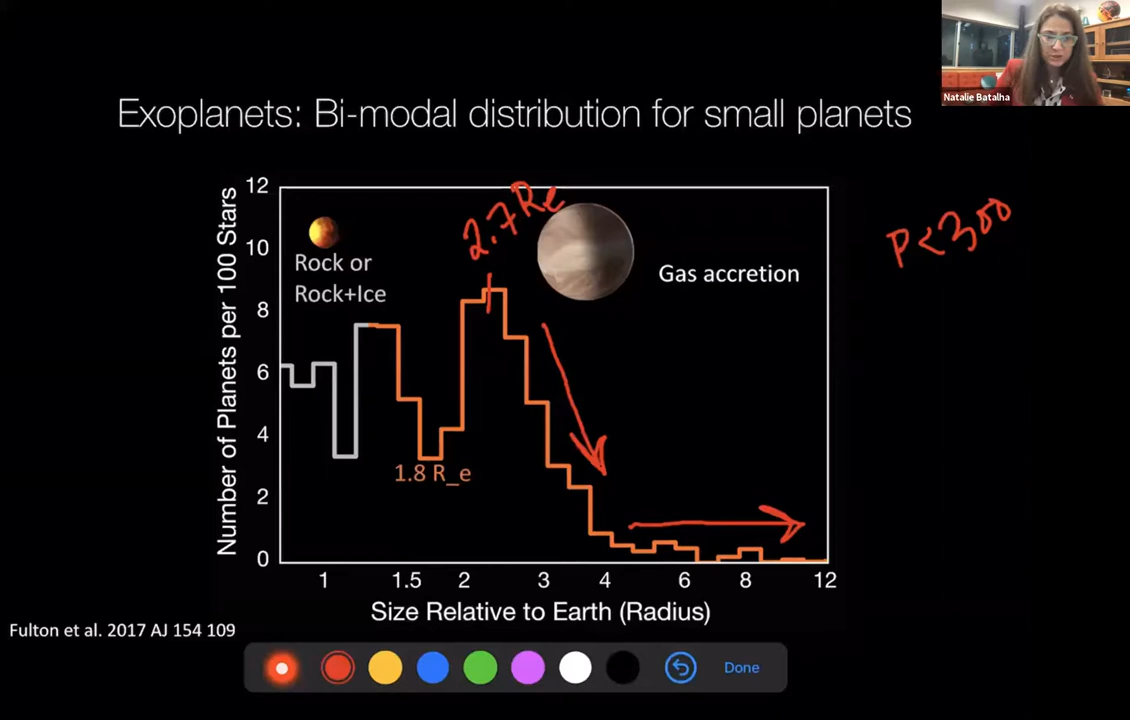 Natalie Batalha
Exoplanets: Bi-modal distribution for small planets
12
10
8
6
4
2
0
Number of Planets per 100 Stars
Rock or
Rock+Ice
2.7 Re
Gas accretion
P<300
1.8 R_e
1 1.5 2 3 4 6 8 12
Size Relative to Earth (Radius)
Fulton et al. 2017 AJ 154 109
Done